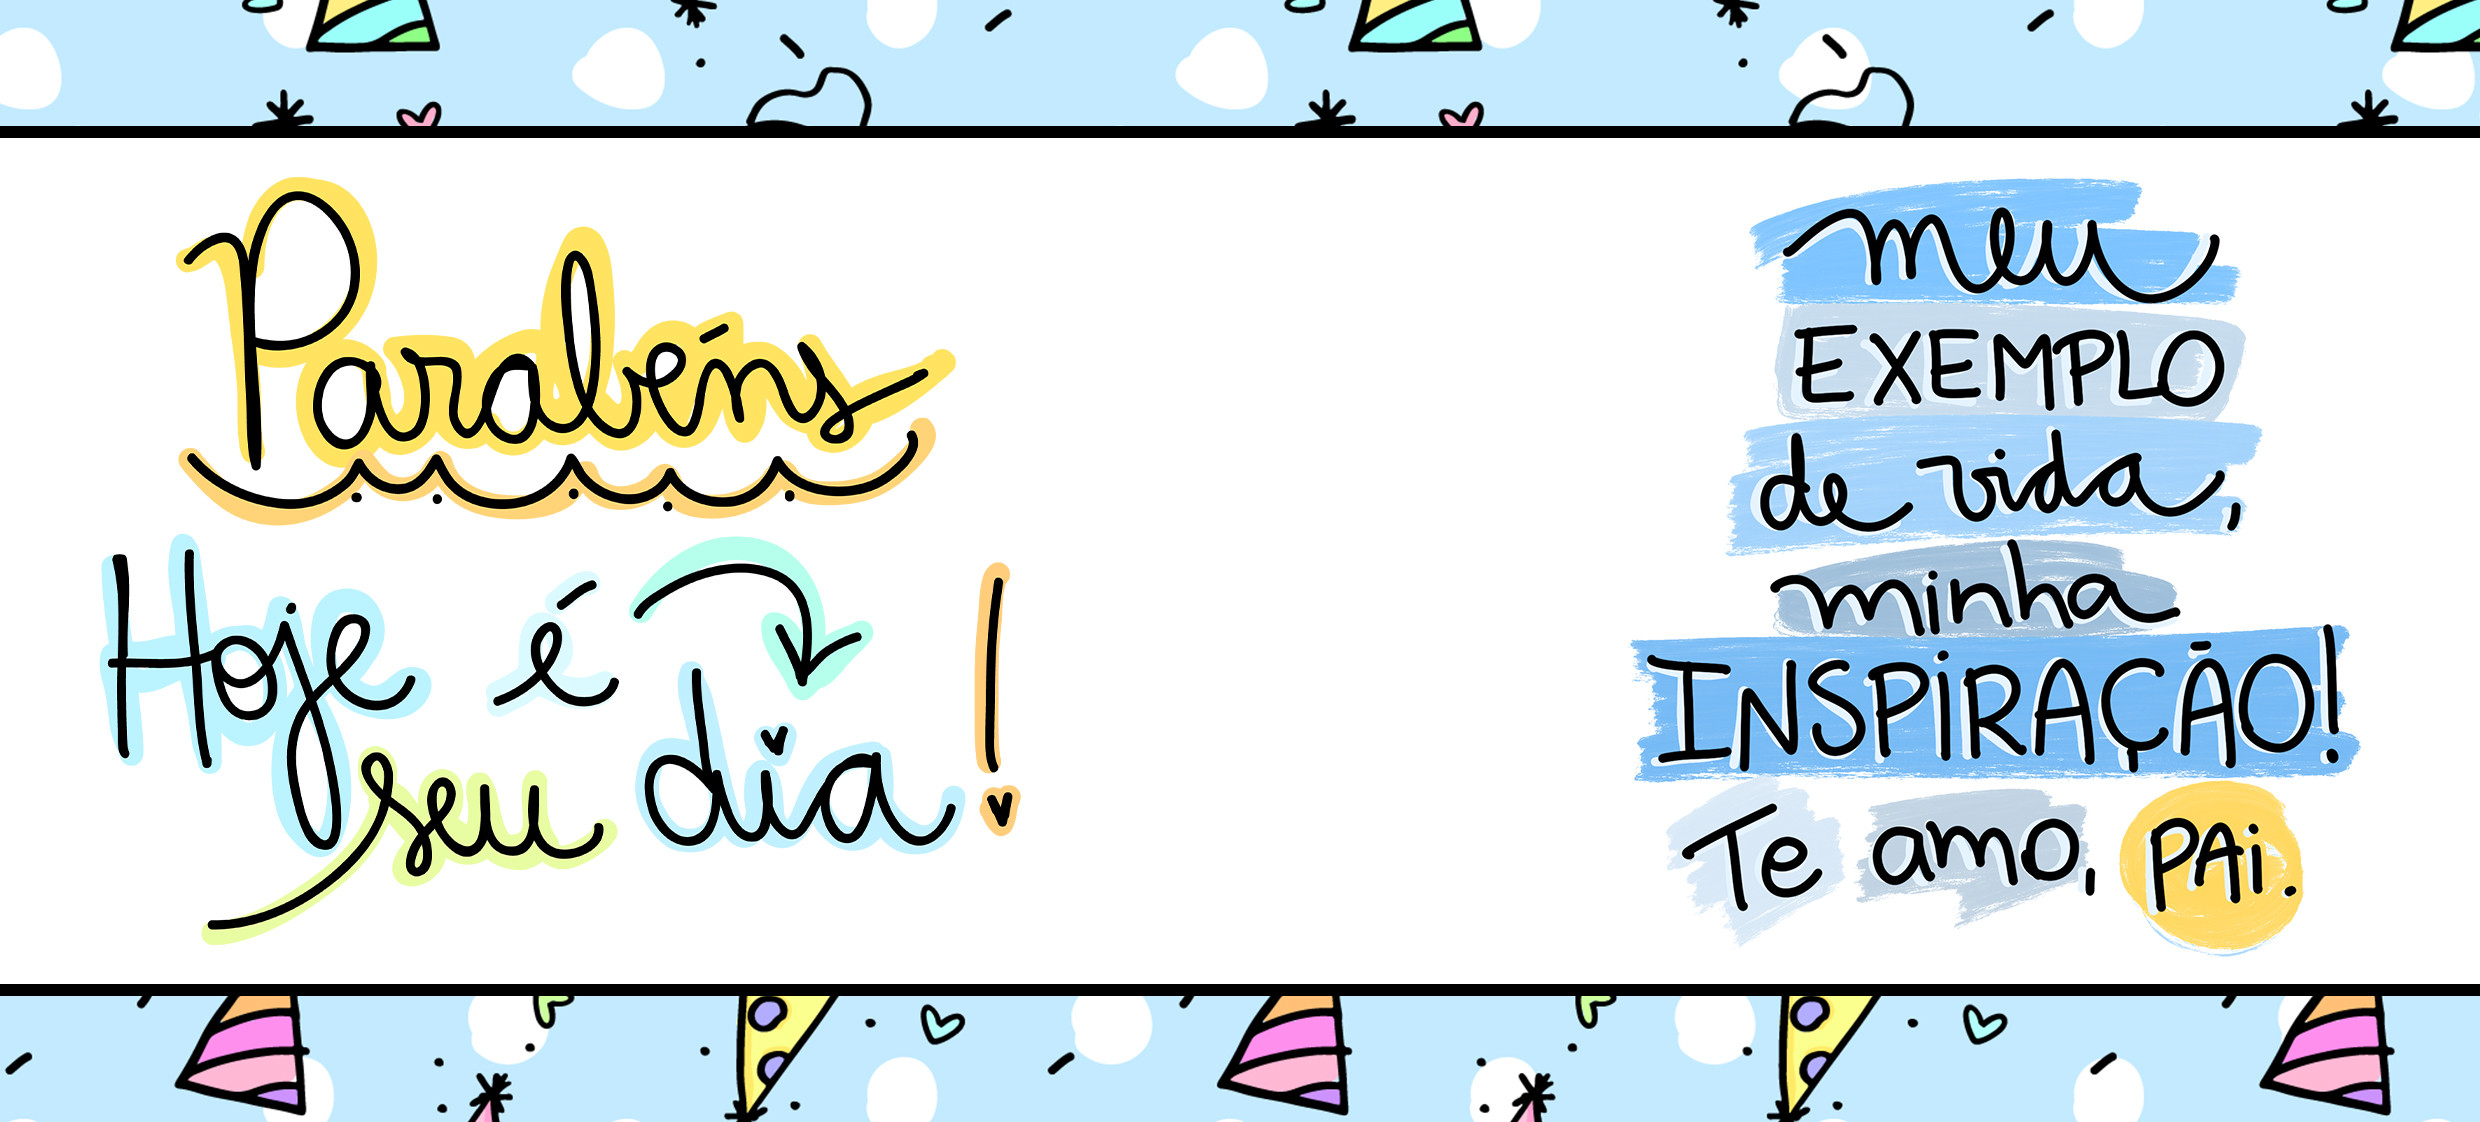 Parabéns
Hoje é
seu dia!
meu
EXEMPLO
de vida,
minha
INSPIRAÇÃO!
Te amo, PAi.